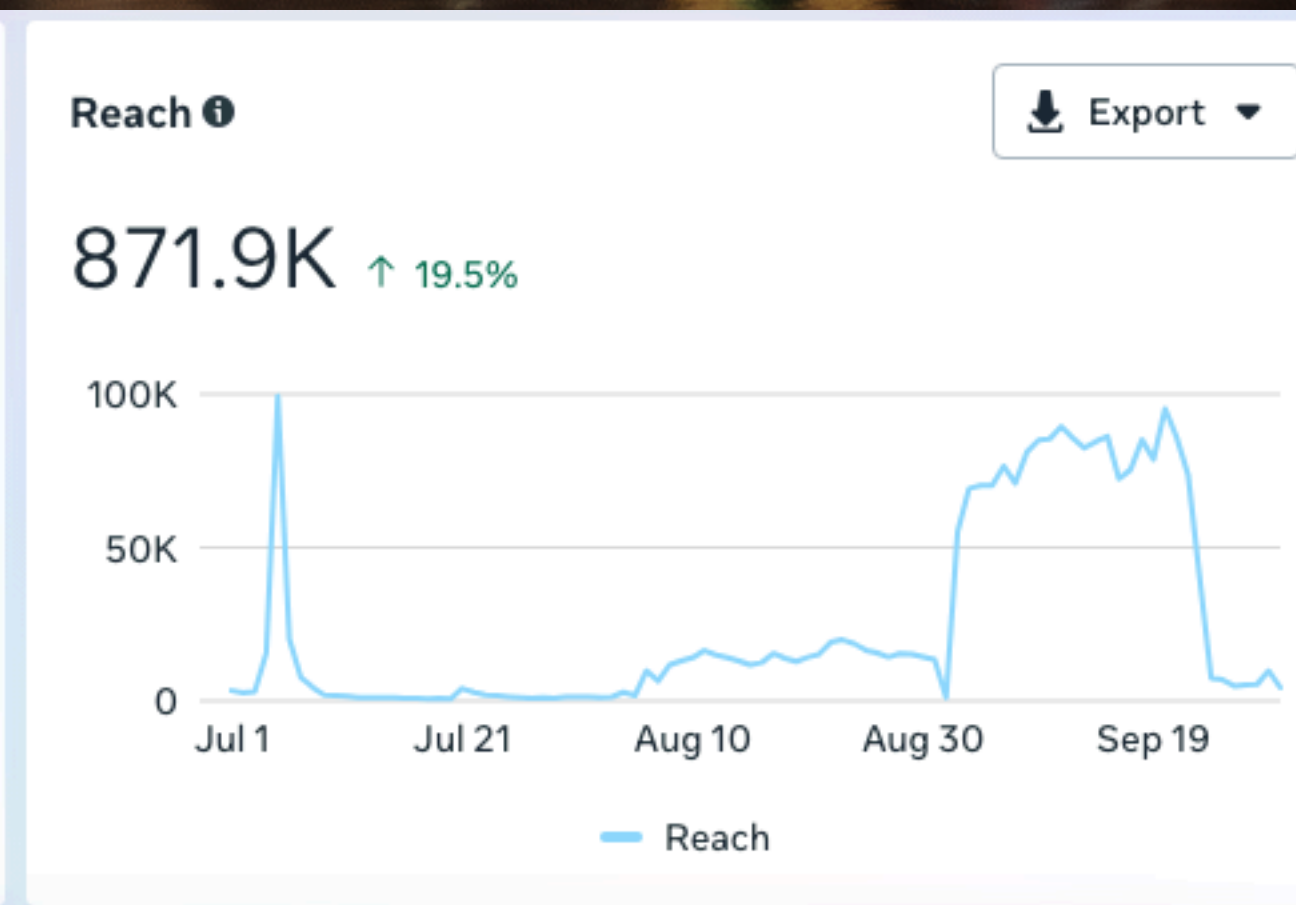 Reach
Export
871.9K ↑ 19.5%
100K
50K
0
Jul 1 Jul 21 Aug 10 Aug 30 Sep 19
Reach